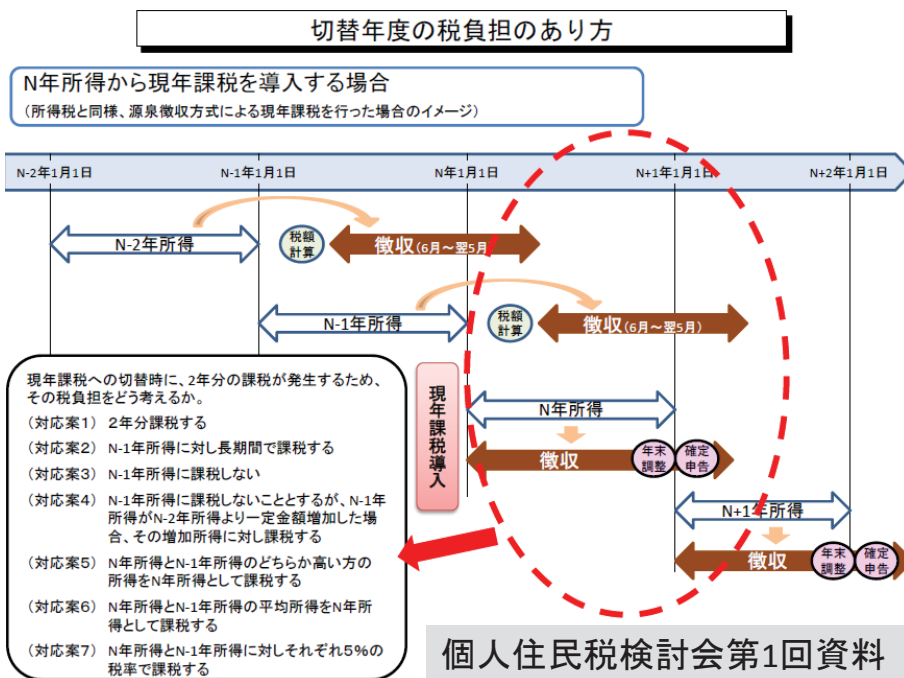 切替年度の税負担のあり方
N年所得から現年課税を導入する場合
(所得税と同様、源泉徴収方式による現年課税を行った場合のイメージ)
N-2年1月1日
N-1年1月1日
N年1月1日
N+1年1月1日
N+2年1月1日
N-2年所得
税額
計算
徴収(6月～翌5月
N-1年所得
税額
計算
徴収(6月～翌5月)
現年課税導入
N年所得
徴収
年末
調整
確定
申告
N+1年所得
徴収
年末
調整
確定
申告
現年課税への切替時に、2年分の課税が発生するため、
その税負担をどう考えるか。
(対応案1) 2年分課税する
(対応案2) N-1年所得に対し長期間で課税する
(対応案3) N-1年所得に課税しない
(対応案4) N-1年所得に課税しないこととするが、N-1年
所得がN-2年所得より一定金額増加した場
合、その増加所得に対し課税する
(対応案5) N年所得とN-1年所得のどちらか高い方の
所得をN年所得として課税する
(対応案6) N年所得とN-1年所得の平均所得をN年所
得として課税する
(対応案7) N年所得とN-1年所得に対しそれぞれ5%の
税率で課税する
個人住民税検討会第1回資料